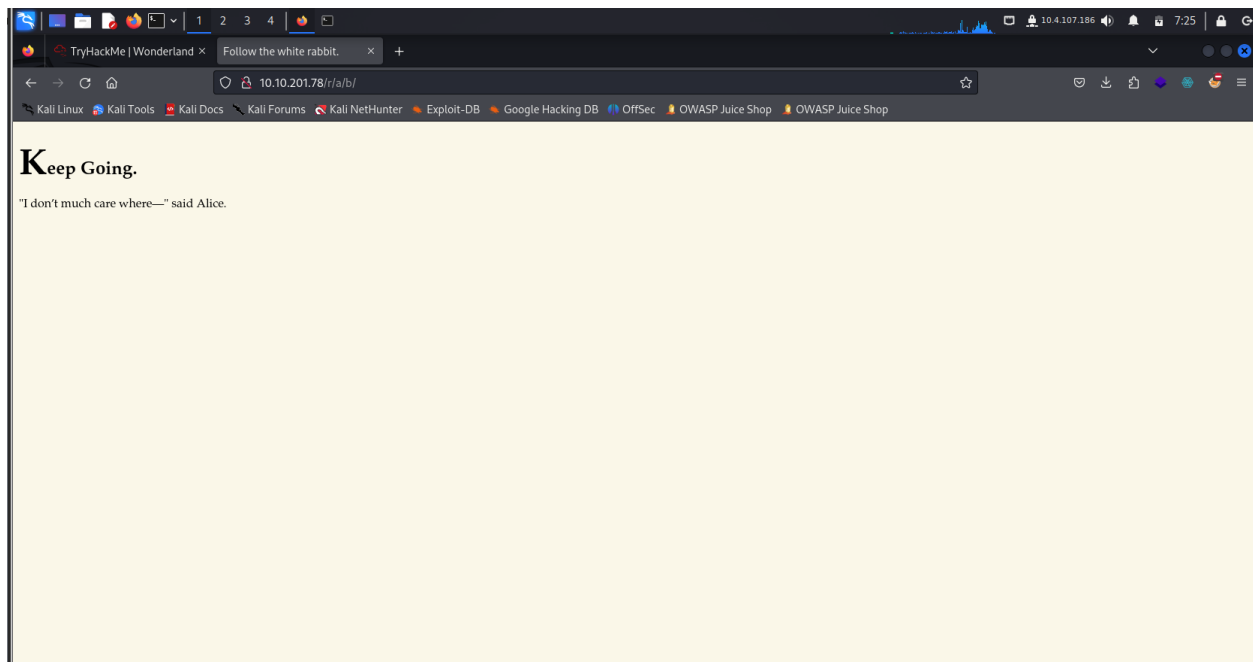 1 2 3 4 10.4.107.186 7:25
TryHackMe | Wonderland × Follow the white rabbit. × +
10.10.201.78/r/a/b/
Kali Linux Kali Tools Kali Docs Kali Forums Kali NetHunter Exploit-DB Google Hacking DB OffSec OWASP Juice Shop OWASP Juice Shop
Keep Going.
"I don’t much care where—" said Alice.